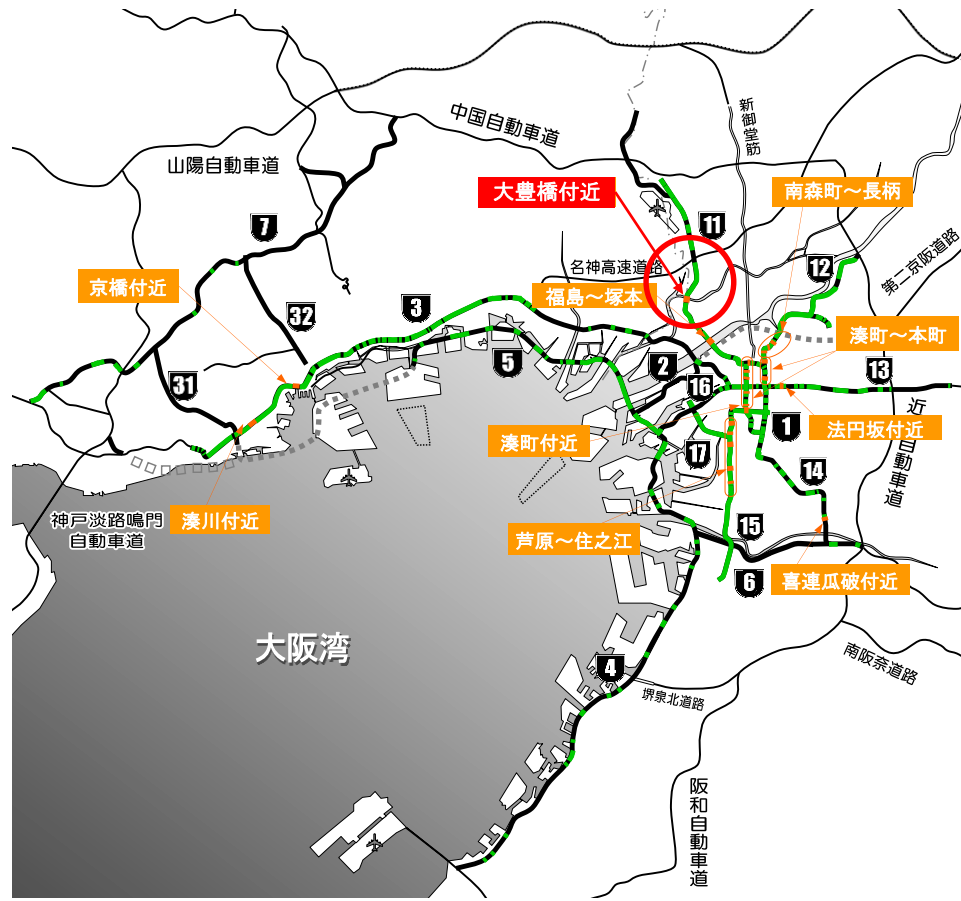 中国自動車道
新御堂筋
山陽自動車道
大豊橋付近
南森町～長柄
7
11
名神高速道路
12
第二京阪道路
京橋付近
福島～塚本
3
32
湊町～本町
5
2
13
31
16
湊町付近
1
法円坂付近
近畿自動車道
17
14
神戸淡路鳴門
自動車道
湊川付近
芦原～住之江
15
6
喜連瓜破付近
大阪湾
4
南阪奈道路
堺泉北道路
阪和自動車道